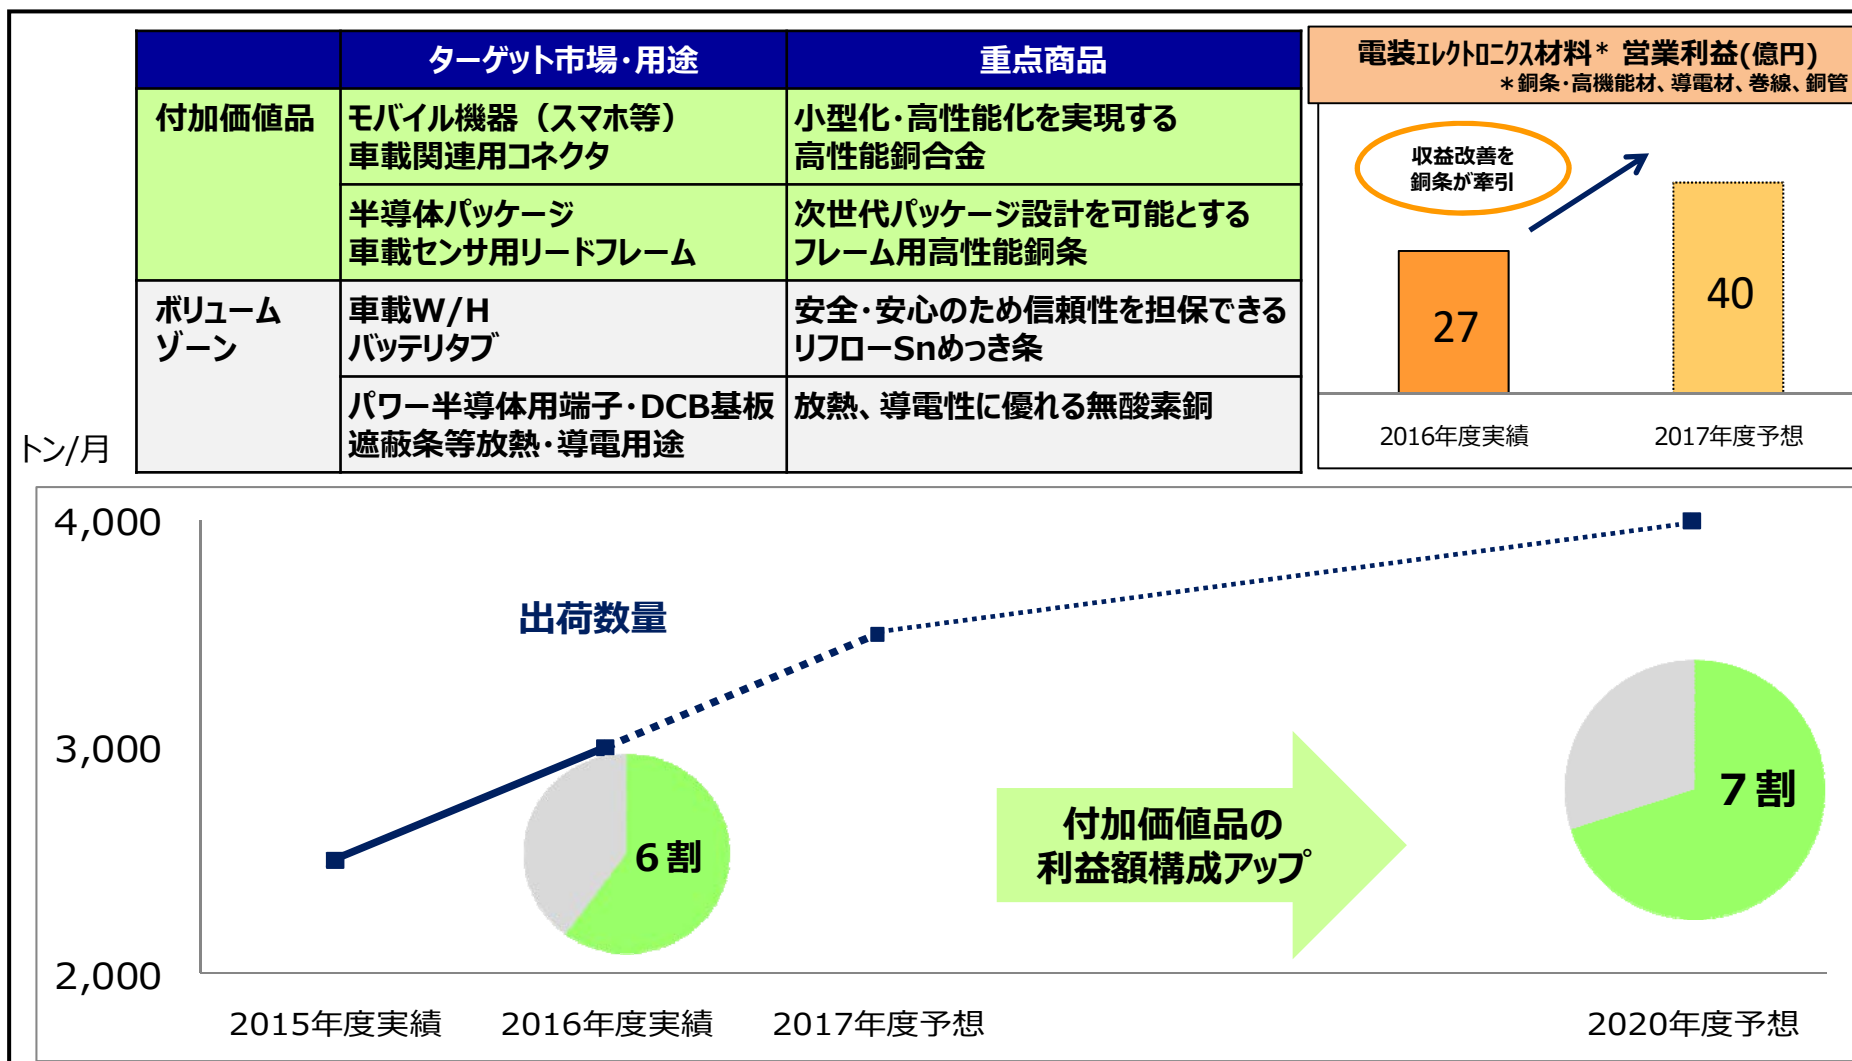 ターゲット市場・用途
重点商品
付加価値品
モバイル機器（スマホ等）
車載関連用コネクタ
小型化・高性能化を実現する
高性能銅合金
半導体パッケージ
車載センサ用リードフレーム
次世代パッケージ設計を可能とする
フレーム用高性能銅条
ボリューム
ゾーン
車載W/H
バッテリタブ
安全・安心のため信頼性を担保できる
リフローSnめっき条
パワー半導体用端子・DCB基板
遮蔽条等放熱・導電用途
放熱、導電性に優れる無酸素銅
電装エレクトロニクス材料* 営業利益(億円)
*銅条・高機能材、導電材、巻線、銅管
収益改善を
銅条が牽引
27
40
2016年度実績
2017年度予想
トン/月
4,000
3,000
2,000
出荷数量
6割
付加価値品の
利益額構成アップ
7割
2015年度実績
2016年度実績
2017年度予想
2020年度予想